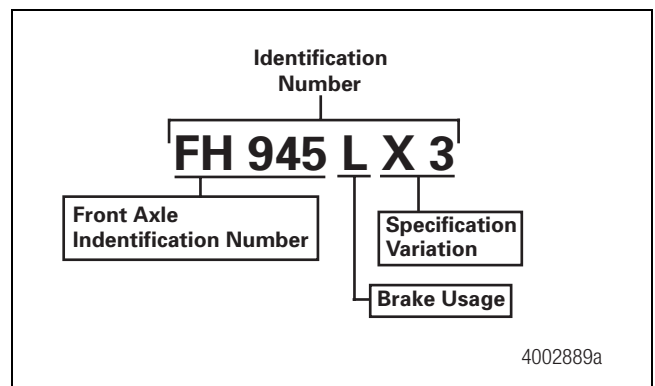 Identification
Number
FH 945 L X 3
Front Axle
Indentification Number
Specification
Variation
Brake Usage
4002889a